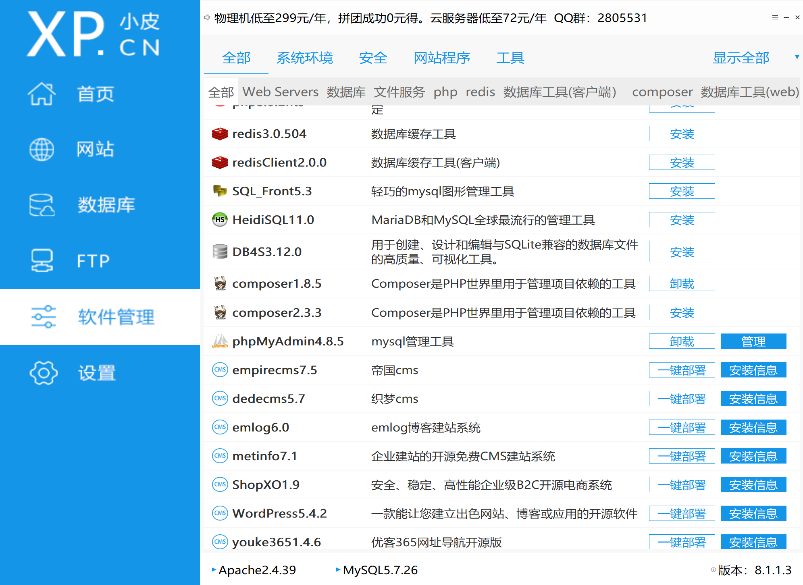 XP.小皮
CN
物理机低至299元/年，拼团成功0元得。云服务器低至72元/年 QQ群：2805531
首页
网站
数据库
FTP
软件管理
设置
全部 系统环境 安全 网站程序 工具 显示全部
全部 Web Servers 数据库 文件服务 php redis 数据库工具(客户端) composer 数据库工具(web)
定
redis3.0.504 数据库缓存工具 安装
redisClient2.0.0 数据库缓存工具(客户端) 安装
SQL_Front5.3 轻巧的mysql图形管理工具 安装
HeidiSQL11.0 MariaDB和MySQL全球最流行的管理工具 安装
DB4S3.12.0 用于创建、设计和编辑与SQLite兼容的数据库文件
的高质量、可视化工具。 安装
composer1.8.5 Composer是PHP世界里用于管理项目依赖的工具 卸载
composer2.3.3 Composer是PHP世界里用于管理项目依赖的工具 安装
phpMyAdmin4.8.5 mysql管理工具 卸载 管理
empirecms7.5 帝国cms 一键部署 安装信息
dedecms5.7 织梦cms 一键部署 安装信息
emlog6.0 emlog博客建站系统 一键部署 安装信息
metinfo7.1 企业建站的开源免费CMS建站系统 一键部署 安装信息
ShopXO1.9 安全、稳定、高性能企业级B2C开源电商系统 一键部署 安装信息
WordPress5.4.2 一款能让您建立出色网站、博客或应用的开源软件 一键部署 安装信息
youke3651.4.6 优客365网址导航开源版 一键部署 安装信息
Apache2.4.39 MySQL5.7.26 版本：8.1.1.3